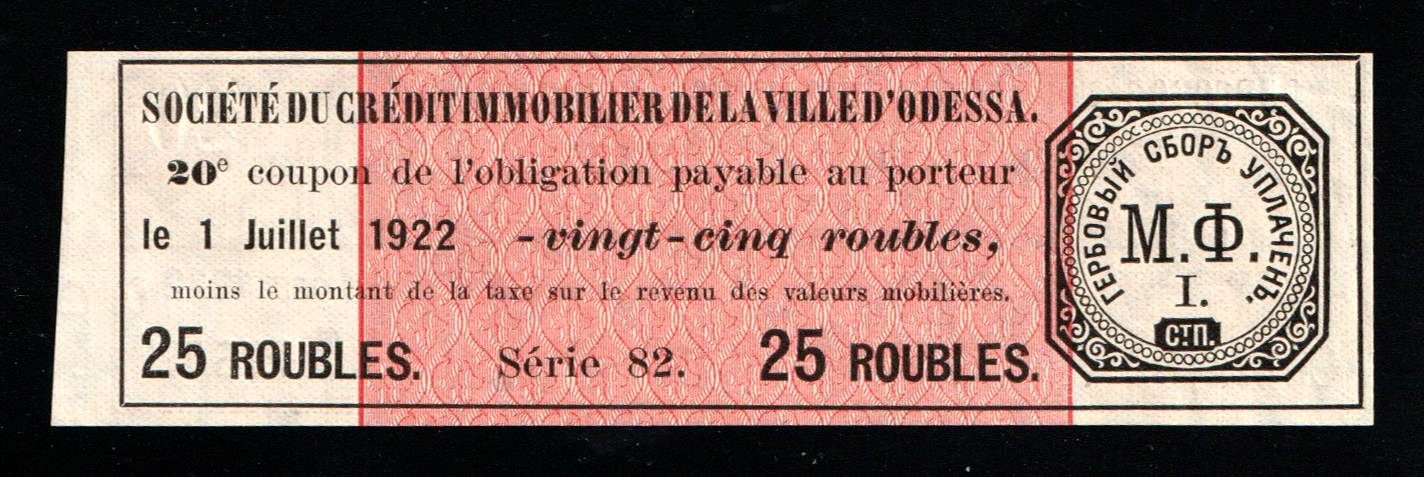 SOCIÉTÉ DU CRÉDIT IMMOBILIER DE LA VILLE D'ODESSA.
20e coupon de l'obligation payable au porteur
le 1 Juillet 1922 - vingt-cinq roubles,
moins le montant de la taxe sur le revenu des valeurs mobilières.
25 ROUBLES. Série 82. 25 ROUBLES.
ГЕРБОВЫЙ СБОРЪ УПЛАЧЕНЪ.
М.Ф.
I.
СТП.